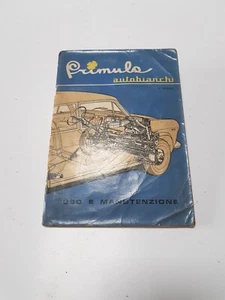 Primula
autobianchi
USO E MANUTENZIONE